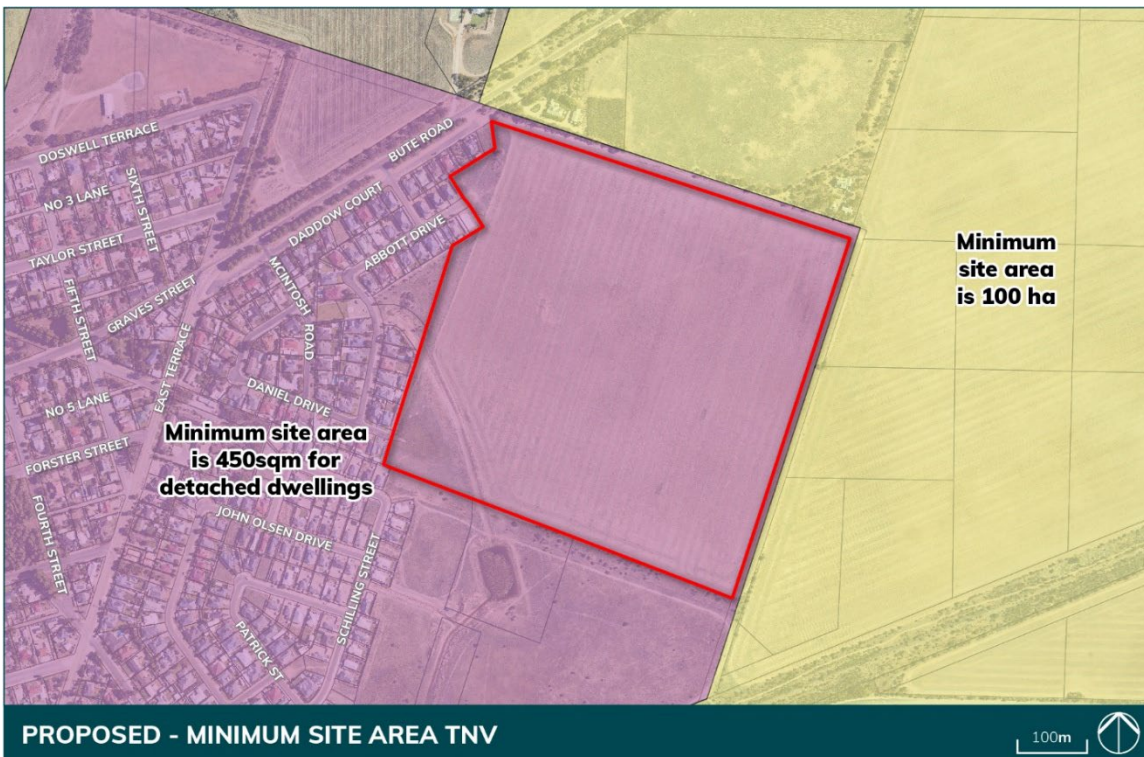 DOSWELL TERRACE
BUTE ROAD
NO 3 LANE
SIXTH STREET
DADDOW COURT
TAYLOR STREET
ABBOTT DRIVE
MCINTOSH
ROAD
FIFTH STREET
GRAVES STREET
EAST TERRACE
Minimum
site area
is 100 ha
DANIEL DRIVE
NO 5 LANE
Minimum site area
is 450sqm for
detached dwellings
FORSTER STREET
FOURTH STREET
JOHN OLSEN DRIVE
SCHILLING STREET
PATRICK ST
PROPOSED - MINIMUM SITE AREA TNV
100m